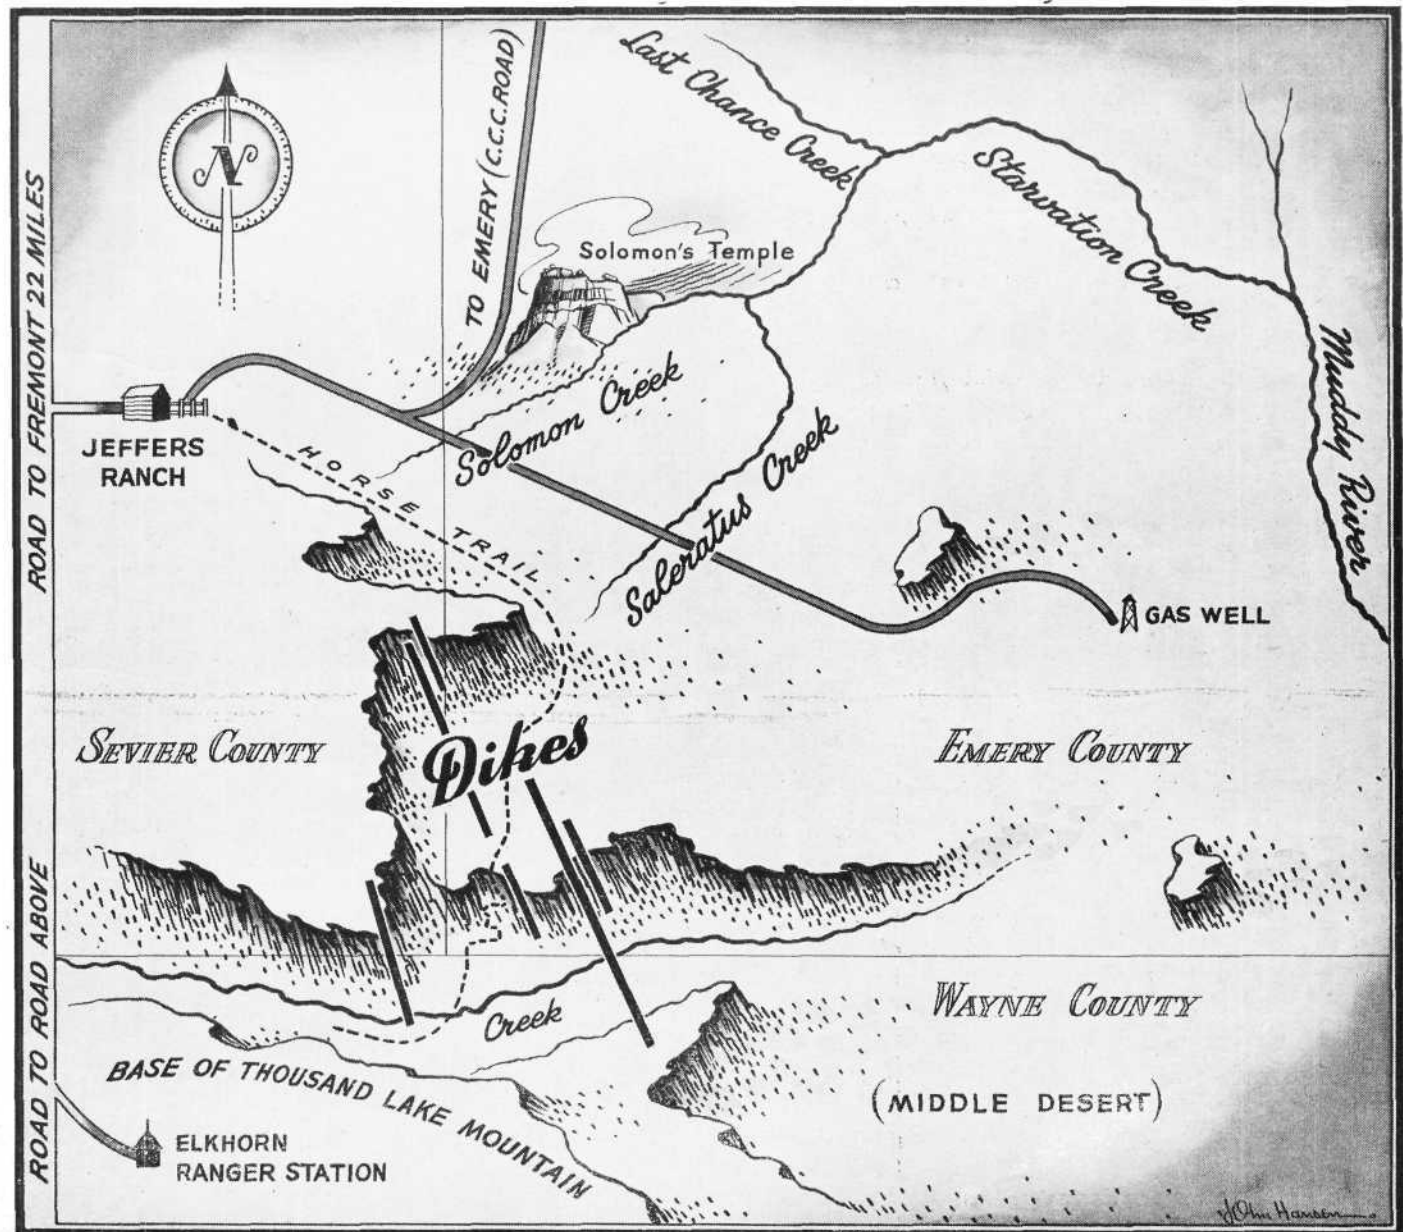 N
ROAD TO FREMONT 22 MILES
TO EMERY (C.C.C. ROAD)
Last Chance Creek
Starvation Creek
Solomon's Temple
Muddy River
JEFFERS
RANCH
HORSE TRAIL
Solomon Creek
Saleratus Creek
GAS WELL
SEVIER COUNTY
Dikes
EMERY COUNTY
ROAD TO ROAD ABOVE
Creek
WAYNE COUNTY
(MIDDLE DESERT)
BASE OF THOUSAND LAKE MOUNTAIN
ELKHORN
RANGER STATION
John Hansen